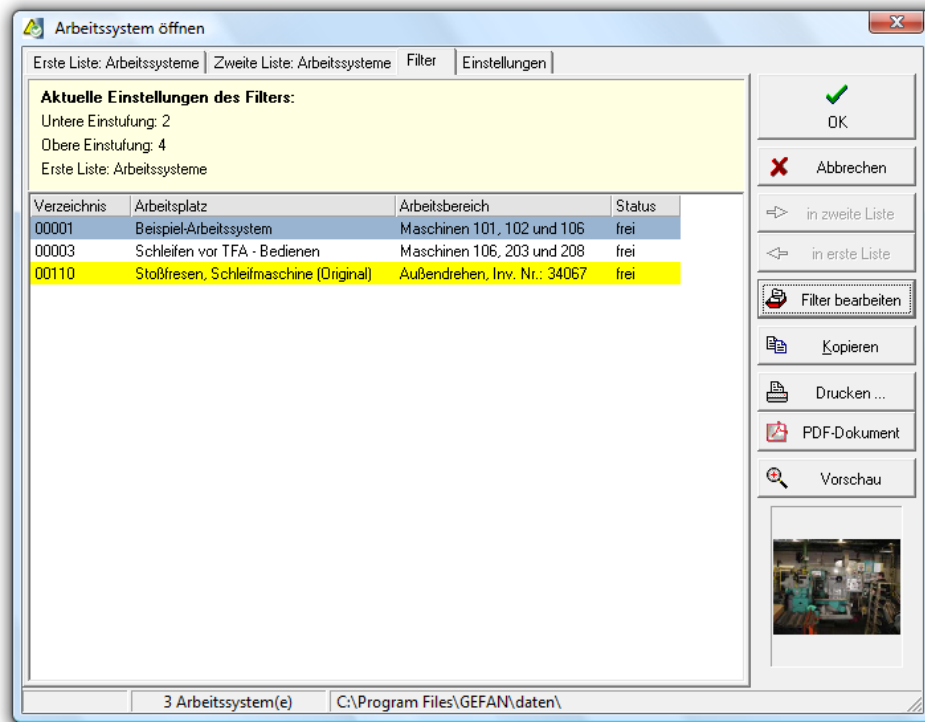 Arbeitssystem öffnen
Erste Liste: Arbeitssysteme Zweite Liste: Arbeitssysteme Filter Einstellungen
Aktuelle Einstellungen des Filters:
Untere Einstufung: 2
Obere Einstufung: 4
Erste Liste: Arbeitssysteme
Verzeichnis Arbeitsplatz Arbeitsbereich Status
00001 Beispiel-Arbeitssystem Maschinen 101, 102 und 106 frei
00003 Schleifen vor TFA - Bedienen Maschinen 106, 203 und 208 frei
00110 Stoßfresen, Schleifmaschine (Original) Außendrehen, Inv. Nr.: 34067 frei
OK
Abbrechen
in zweite Liste
in erste Liste
Filter bearbeiten
Kopieren
Drucken ...
PDF-Dokument
Vorschau
3 Arbeitssystem(e) C:\Program Files\GEFAN\daten\